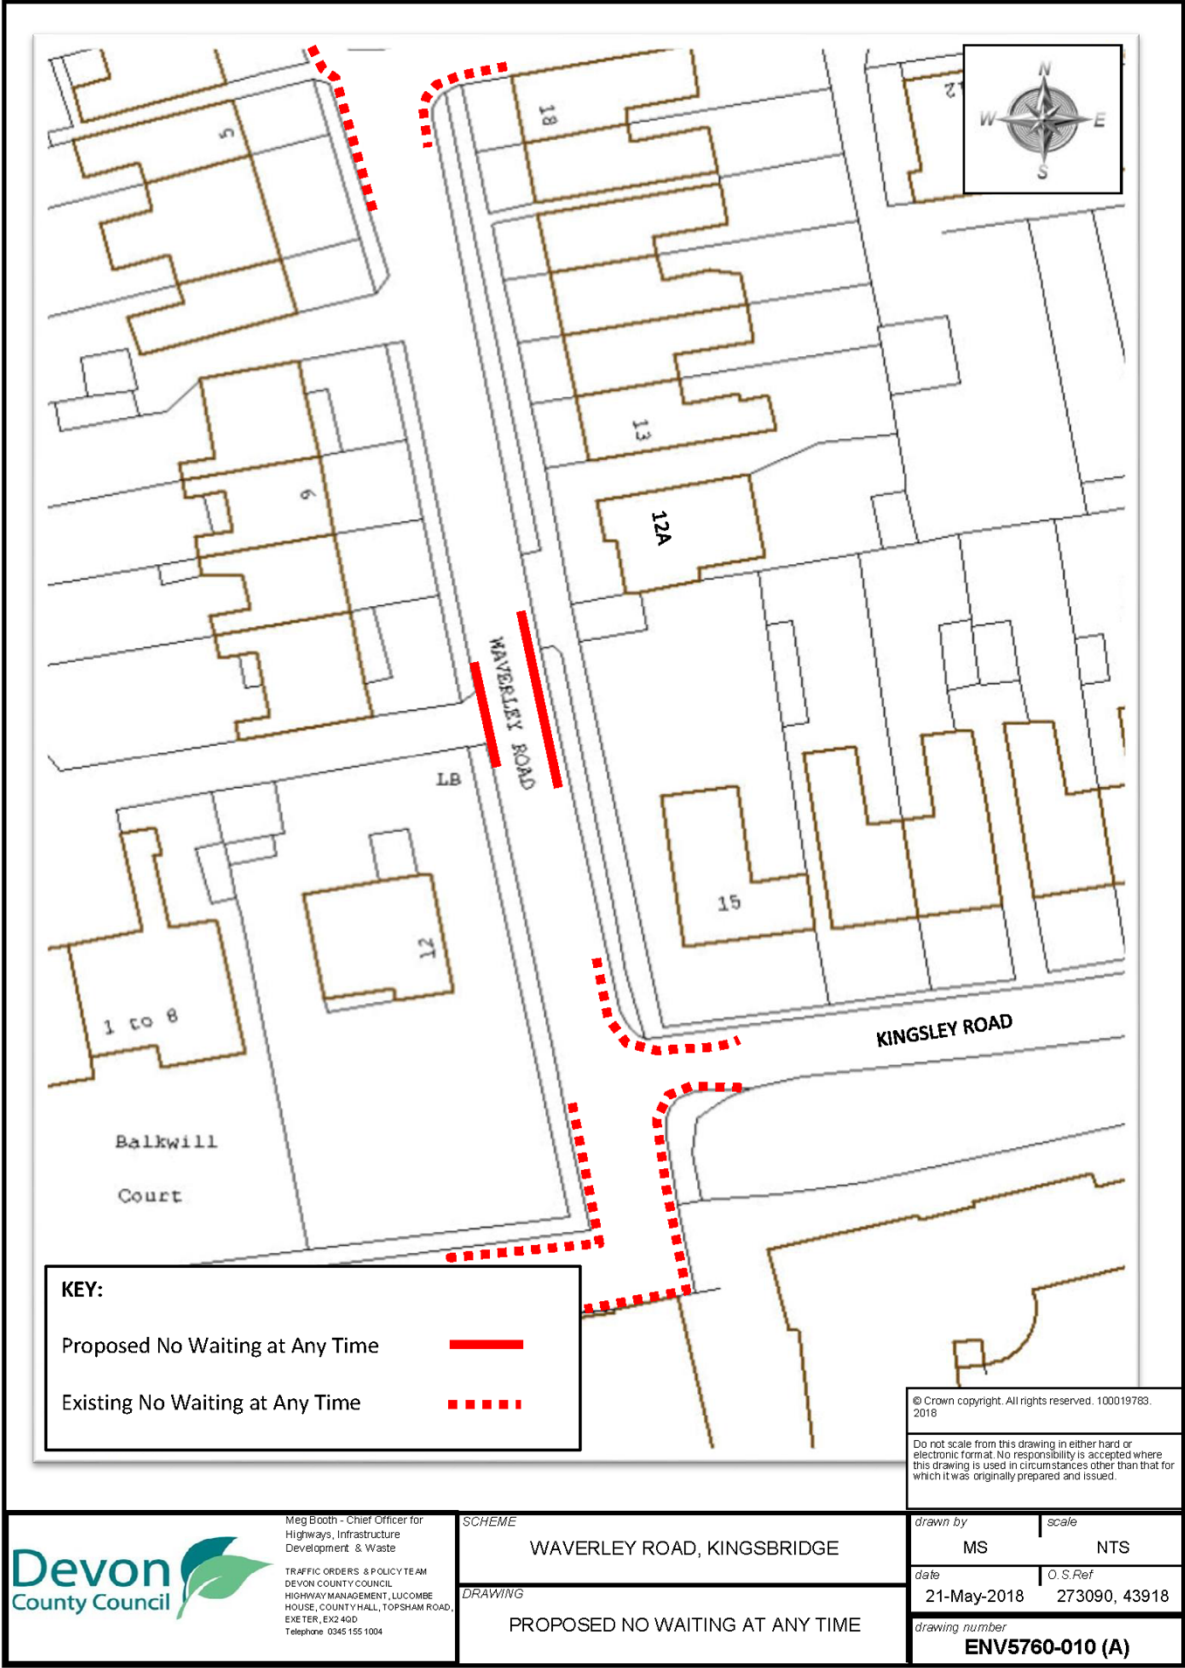 N
W E
S
5
18
12
13
12A
9
WAVERLEY ROAD
LB
15
12
1 to 8
KINGSLEY ROAD
Balkwill
Court
KEY:
Proposed No Waiting at Any Time
Existing No Waiting at Any Time
© Crown copyright. All rights reserved. 100019783.
2018
Do not scale from this drawing in either hard or
electronic format. No responsibility is accepted where
this drawing is used in circumstances other than that for
which it was originally prepared and issued.
Devon
County Council
Meg Booth - Chief Officer for
Highways, Infrastructure
Development & Waste
TRAFFIC ORDERS & POLICY TEAM
DEVON COUNTY COUNCIL
HIGHWAY MANAGEMENT, LUCOMBE
HOUSE, COUNTY HALL, TOPSHAM ROAD,
EXETER, EX2 4QD
Telephone 0345 155 1004
SCHEME
WAVERLEY ROAD, KINGSBRIDGE
DRAWING
PROPOSED NO WAITING AT ANY TIME
drawn by
MS
scale
NTS
date
21-May-2018
O.S.Ref
273090, 43918
drawing number
ENV5760-010 (A)